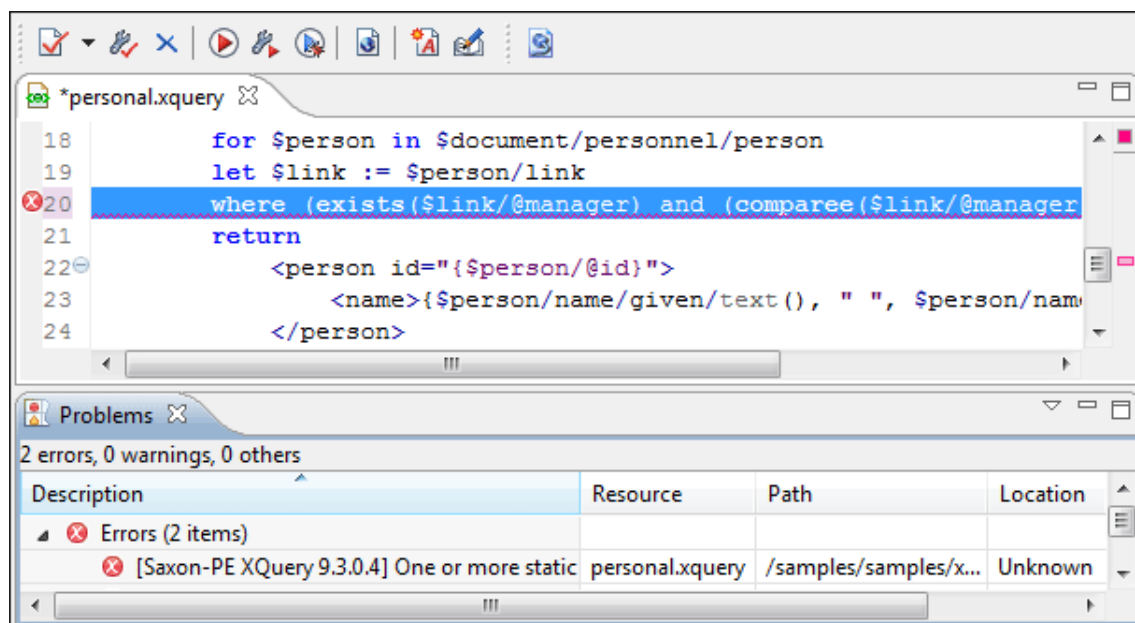 *personal.xquery
18 for $person in $document/personnel/person
19 let $link := $person/link
20 where (exists($link/@manager) and (comparee($link/@manager
21 return
22 <person id="{$person/@id}">
23 <name>{$person/name/given/text(), " ", $person/nam
24 </person>
Problems
2 errors, 0 warnings, 0 others
Description Resource Path Location
Errors (2 items)
[Saxon-PE XQuery 9.3.0.4] One or more static personal.xquery /samples/samples/x... Unknown